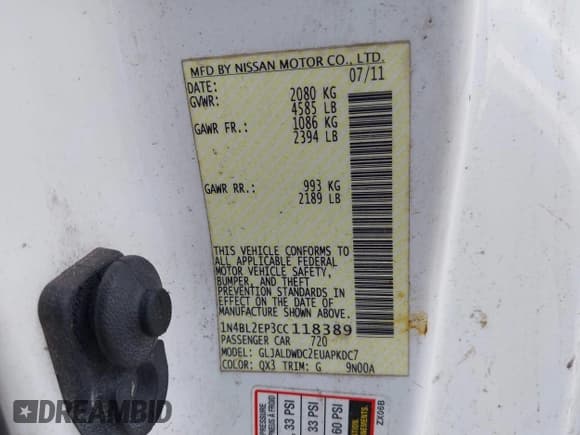 MFD BY NISSAN MOTOR CO., LTD.
DATE: 07/11
GVWR: 2080 KG
4585 LB
GAWR FR.: 1086 KG
2394 LB
GAWR RR.: 993 KG
2189 LB
THIS VEHICLE CONFORMS TO
ALL APPLICABLE FEDERAL
MOTOR VEHICLE SAFETY,
BUMPER, AND THEFT
PREVENTION STANDARDS IN
EFFECT ON THE DATE OF
MANUFACTURE SHOWN ABOVE.
1N4BL2EP3CC118389
PASSENGER CAR 720
MODEL: GLJALDWDCZEUAPKDC7
COLOR: QX3 TRIM: G 9N00A
, 33 PSI
, 33 PSI
60 PSI
ZX06B
DREAMBID